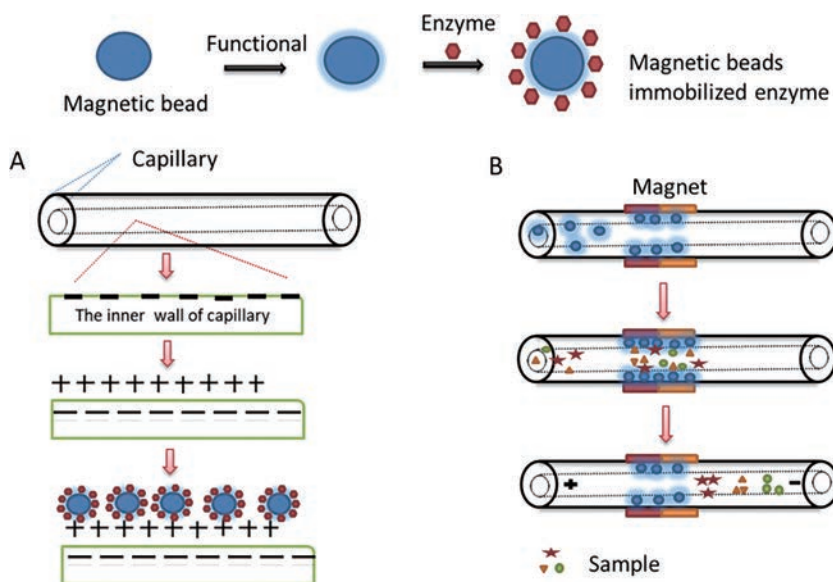 Functional
Enzyme
Magnetic bead
Magnetic beads
immobilized enzyme
A
Capillary
The inner wall of capillary
+ + + + + + + + +
+ + + + + + + + +
B
Magnet
+ -
Sample